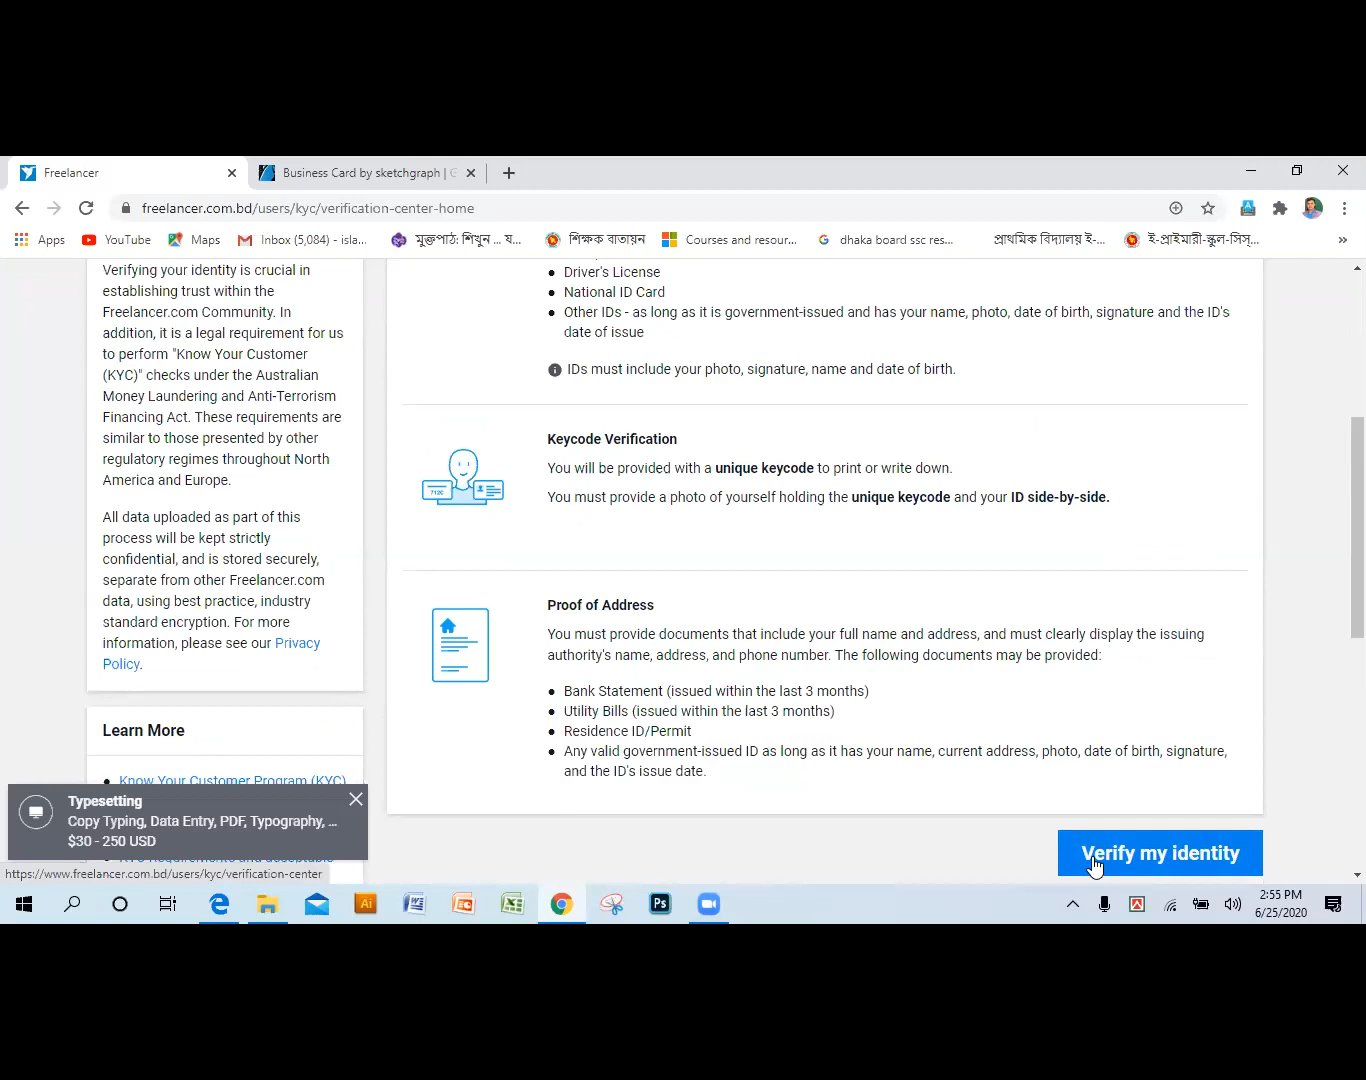 Freelancer
Business Card by sketchgraph | G
freelancer.com.bd/users/kyc/verification-center-home
Apps
YouTube
Maps
Inbox (5,084) - isla...
মুক্তপাঠ: শিখুন ... য...
শিক্ষক বাতায়ন
Courses and resour...
dhaka board ssc res...
প্রাথমিক বিদ্যালয় ই-...
ই-প্রাইমারী-স্কুল-সিস্...
Verifying your identity is crucial in
establishing trust within the
Freelancer.com Community. In
addition, it is a legal requirement for us
to perform "Know Your Customer
(KYC)" checks under the Australian
Money Laundering and Anti-Terrorism
Financing Act. These requirements are
similar to those presented by other
regulatory regimes throughout North
America and Europe.
All data uploaded as part of this
process will be kept strictly
confidential, and is stored securely,
separate from other Freelancer.com
data, using best practice, industry
standard encryption. For more
information, please see our Privacy
Policy.
Learn More
Know Your Customer Program (KYC)
KYC Requirements and acceptable
Driver's License
National ID Card
Other IDs - as long as it is government-issued and has your name, photo, date of birth, signature and the ID's
date of issue
IDs must include your photo, signature, name and date of birth.
Keycode Verification
You will be provided with a unique keycode to print or write down.
You must provide a photo of yourself holding the unique keycode and your ID side-by-side.
712C
Proof of Address
You must provide documents that include your full name and address, and must clearly display the issuing
authority's name, address, and phone number. The following documents may be provided:
Bank Statement (issued within the last 3 months)
Utility Bills (issued within the last 3 months)
Residence ID/Permit
Any valid government-issued ID as long as it has your name, current address, photo, date of birth, signature,
and the ID's issue date.
Verify my identity
Typesetting
Copy Typing, Data Entry, PDF, Typography, ...
$30 - 250 USD
https://www.freelancer.com.bd/users/kyc/verification-center
Ai
Ps
2:55 PM
6/25/2020